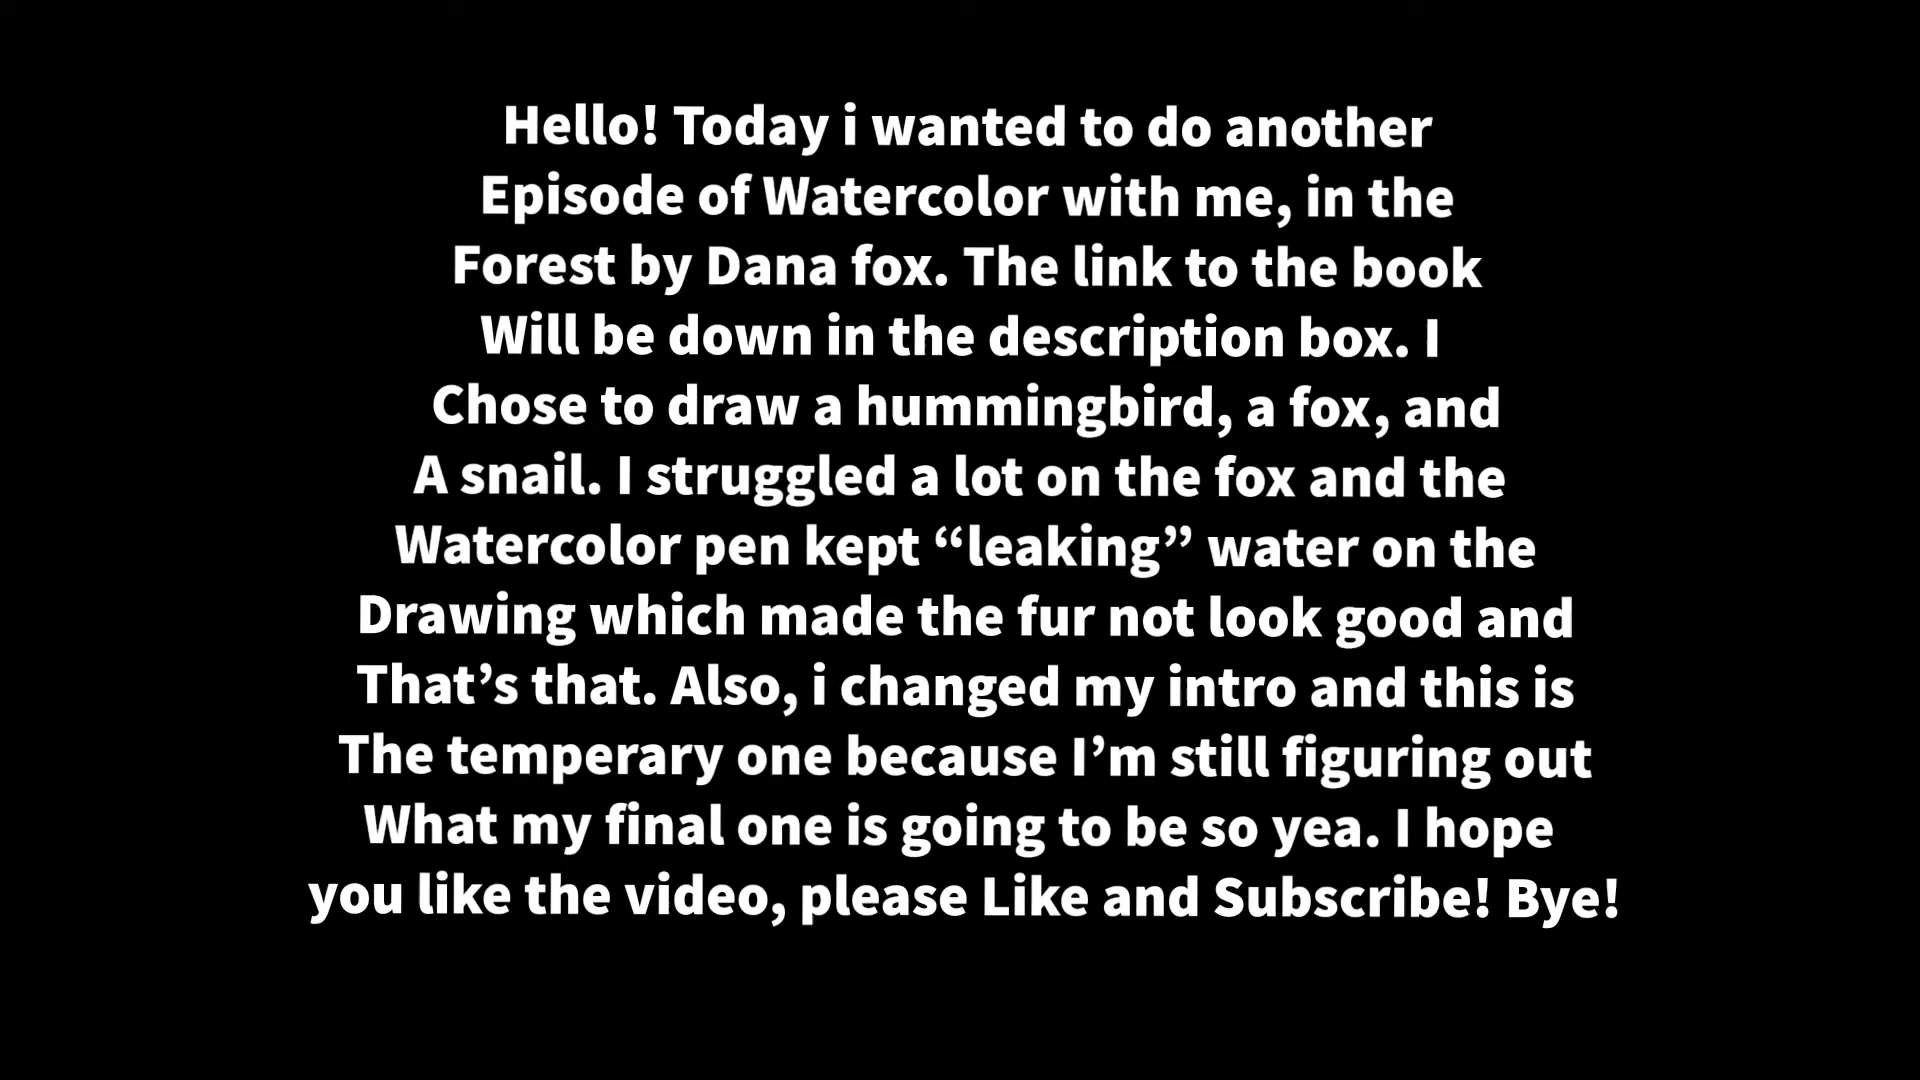 Hello! Today i wanted to do another
Episode of Watercolor with me, in the
Forest by Dana fox. The link to the book
Will be down in the description box. I
Chose to draw a hummingbird, a fox, and
A snail. I struggled a lot on the fox and the
Watercolor pen kept “leaking” water on the
Drawing which made the fur not look good and
That’s that. Also, i changed my intro and this is
The temperary one because I’m still figuring out
What my final one is going to be so yea. I hope
you like the video, please Like and Subscribe! Bye!